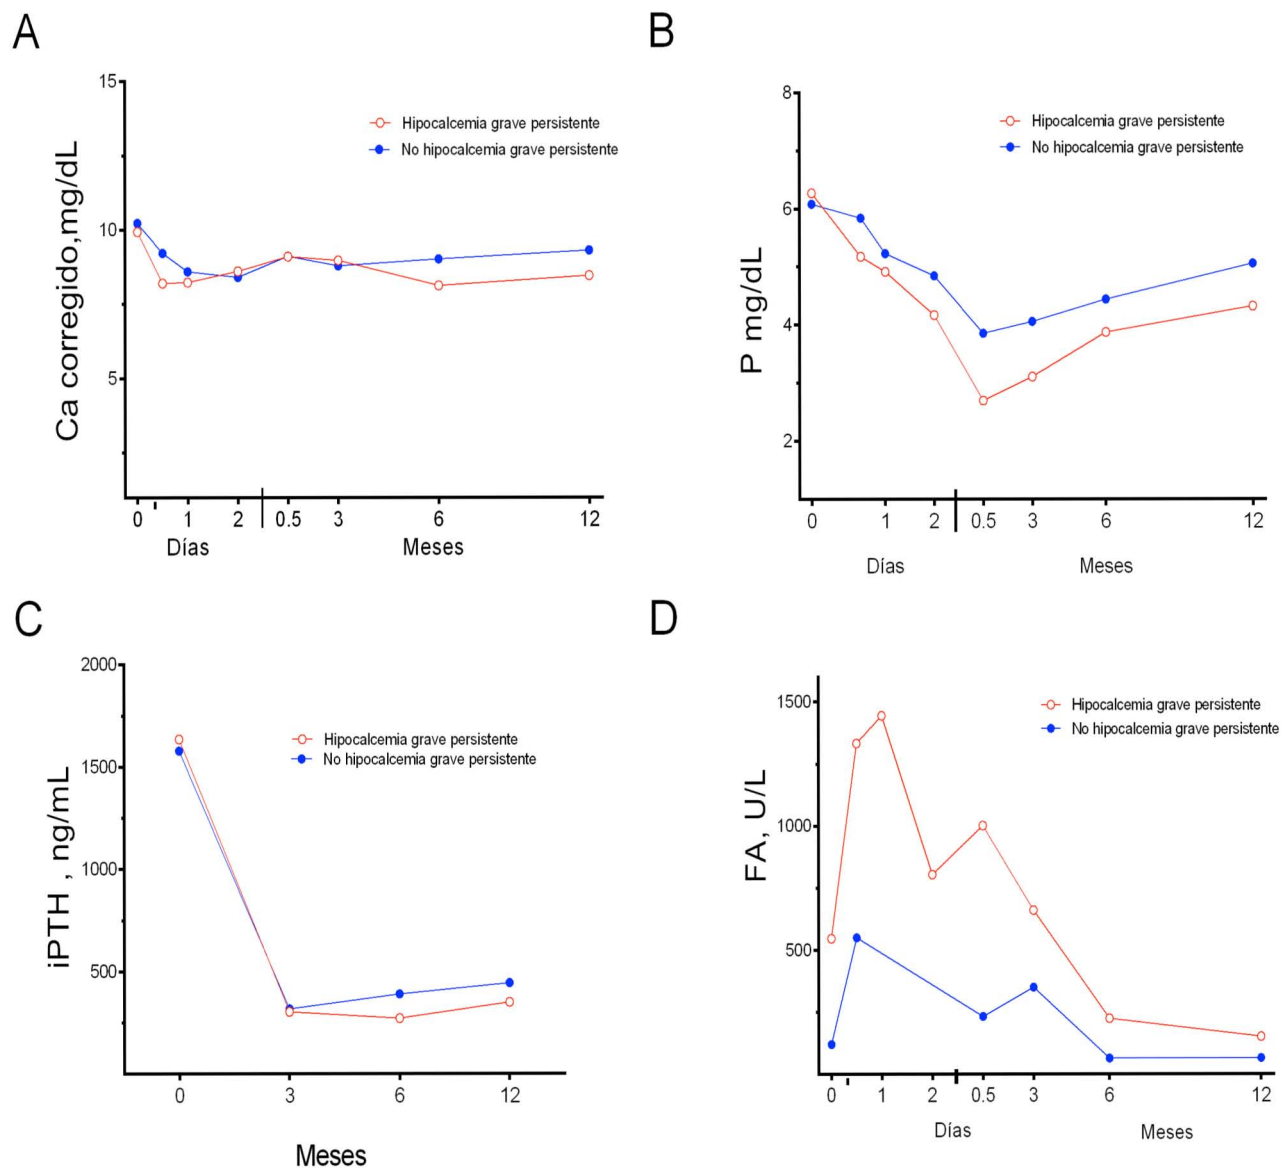 A
Ca corregido,mg/dL
15
10
5
Hipocalcemia grave persistente
No hipocalcemia grave persistente
0 1 2 0.5 3 6 12
Días Meses
B
P mg/dL
8
6
4
2
Hipocalcemia grave persistente
No hipocalcemia grave persistente
0 1 2 0.5 3 6 12
Días Meses
C
iPTH , ng/mL
2000
1500
1000
500
Hipocalcemia grave persistente
No hipocalcemia grave persistente
0 3 6 12
Meses
D
FA, U/L
1500
1000
500
Hipocalcemia grave persistente
No hipocalcemia grave persistente
0 1 2 0.5 3 6 12
Días Meses